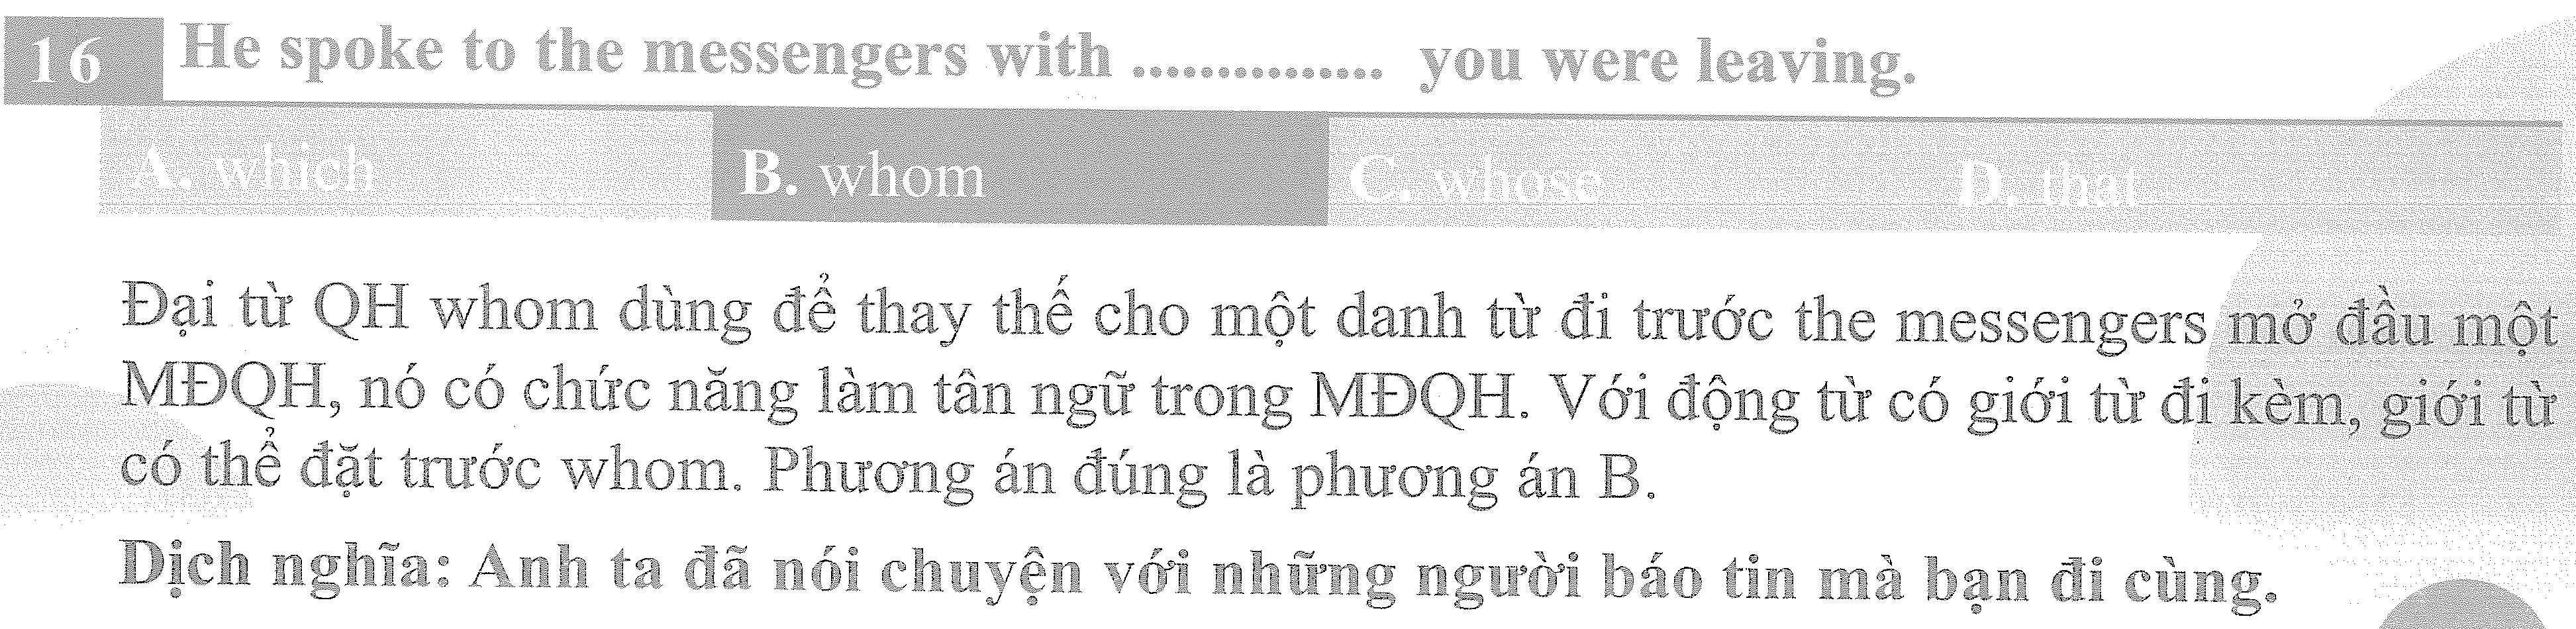 16 He spoke to the messengers with .............. you were leaving.
A. which B. whom C. whose D. that
Đại từ QH whom dùng để thay thế cho một danh từ đi trước the messengers mở đầu một
MĐQH, nó có chức năng làm tân ngữ trong MĐQH. Với động từ có giới từ đi kèm, giới từ
có thể đặt trước whom. Phương án đúng là phương án B.
Dịch nghĩa: Anh ta đã nói chuyện với những người báo tin mà bạn đi cùng.